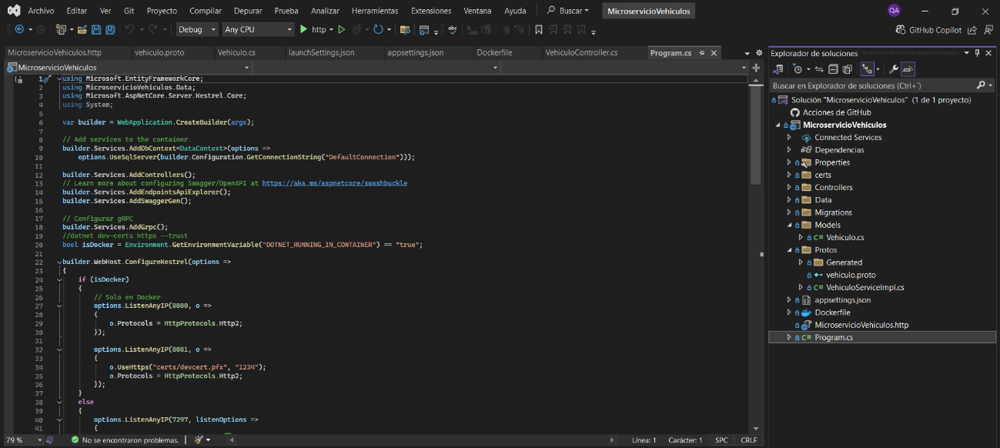 Archivo Editar Ver Git Proyecto Compilar Depurar Prueba Analizar Herramientas Extensiones Ventana Ayuda Buscar MicroservicioVehiculos QA
Debug Any CPU http GitHub Copilot
MicroservicioVehiculos.http vehiculo.proto Vehiculo.cs launchSettings.json appsettings.json Dockerfile VehiculoController.cs Program.cs
MicroservicioVehiculos
1 using Microsoft.EntityFrameworkCore;
2 using MicroservicioVehiculos.Data;
3 using Microsoft.AspNetCore.Server.Kestrel.Core;
4 using System;
5
6 var builder = WebApplication.CreateBuilder(args);
7
8 // Add services to the container.
9 builder.Services.AddDbContext<DataContext>(options =>
10 options.UseSqlServer(builder.Configuration.GetConnectionString("DefaultConnection")));
11
12 builder.Services.AddControllers();
13 // Learn more about configuring Swagger/OpenAPI at https://aka.ms/aspnetcore/swashbuckle
14 builder.Services.AddEndpointsApiExplorer();
15 builder.Services.AddSwaggerGen();
16
17 // Configurar gRPC
18 builder.Services.AddGrpc();
19 //dotnet dev-certs https --trust
20 bool isDocker = Environment.GetEnvironmentVariable("DOTNET_RUNNING_IN_CONTAINER") == "true";
21
22 builder.WebHost.ConfigureKestrel(options =>
23 {
24 if (isDocker)
25 {
26 // Solo en Docker
27 options.ListenAnyIP(8080, o =>
28 {
29 o.Protocols = HttpProtocols.Http2;
30 });
31
32 options.ListenAnyIP(8081, o =>
33 {
34 o.UseHttps("certs/devcert.pfx", "1234");
35 o.Protocols = HttpProtocols.Http2;
36 });
37 }
38 else
39 {
40 options.ListenAnyIP(7297, listenOptions =>
41 {
79 % No se encontraron problemas. Línea: 1 Carácter: 1 SPC CRLF
Explorador de soluciones
Buscar en Explorador de soluciones (Ctrl+¨)
Solución "MicroservicioVehiculos" (1 de 1 proyecto)
Acciones de GitHub
MicroservicioVehiculos
Connected Services
Dependencias
Properties
certs
Controllers
Data
Migrations
Models
C# Vehiculo.cs
Protos
Generated
vehiculo.proto
C# VehiculoServiceImpl.cs
appsettings.json
Dockerfile
MicroservicioVehiculos.http
C# Program.cs